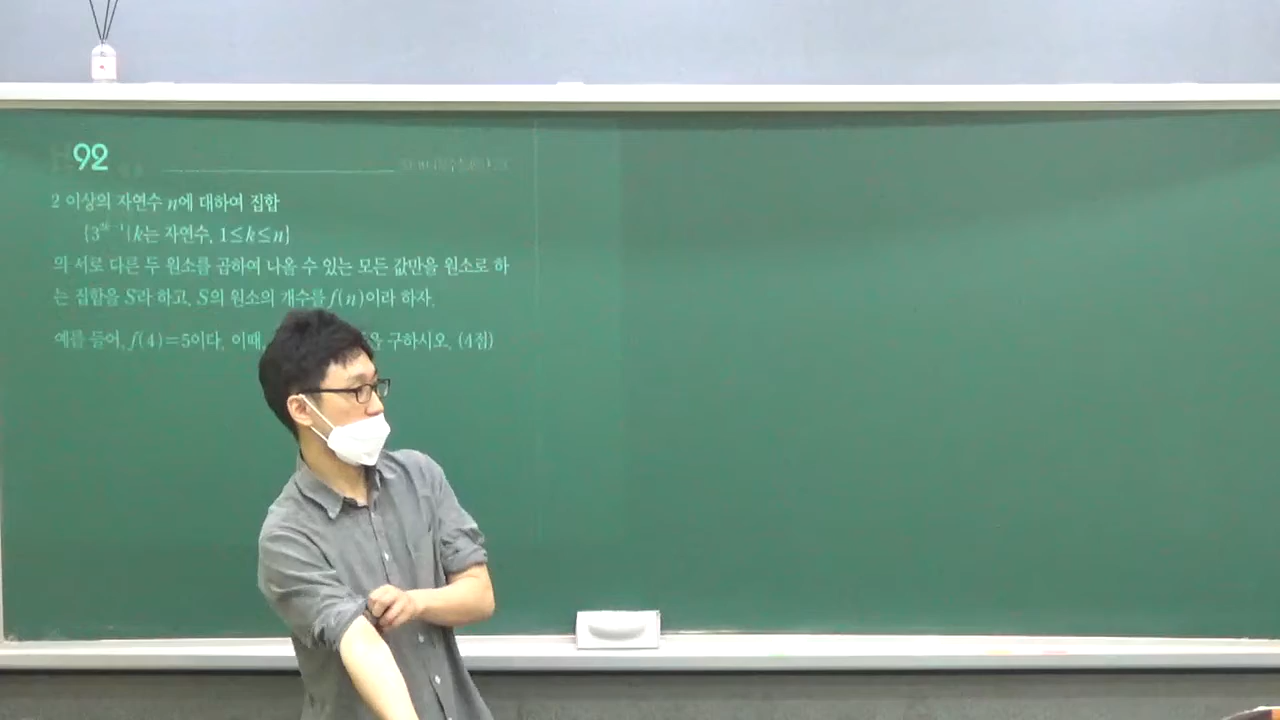 92
2 이상의 자연수 n에 대하여 집합
{3²ᵏ⁻¹|k는 자연수, 1≤k≤n}
의 서로 다른 두 원소를 곱하여 나올 수 있는 모든 값만을 원소로 하
는 집합을 S라 하고, S의 원소의 개수를 f(n)이라 하자.
예를 들어, f(4)=5이다. 이때, 구하시오. (4점)